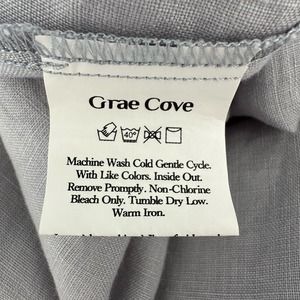 Grae Cove
40°
Machine Wash Cold Gentle Cycle.
With Like Colors. Inside Out.
Remove Promptly. Non-Chlorine
Bleach Only. Tumble Dry Low.
Warm Iron.